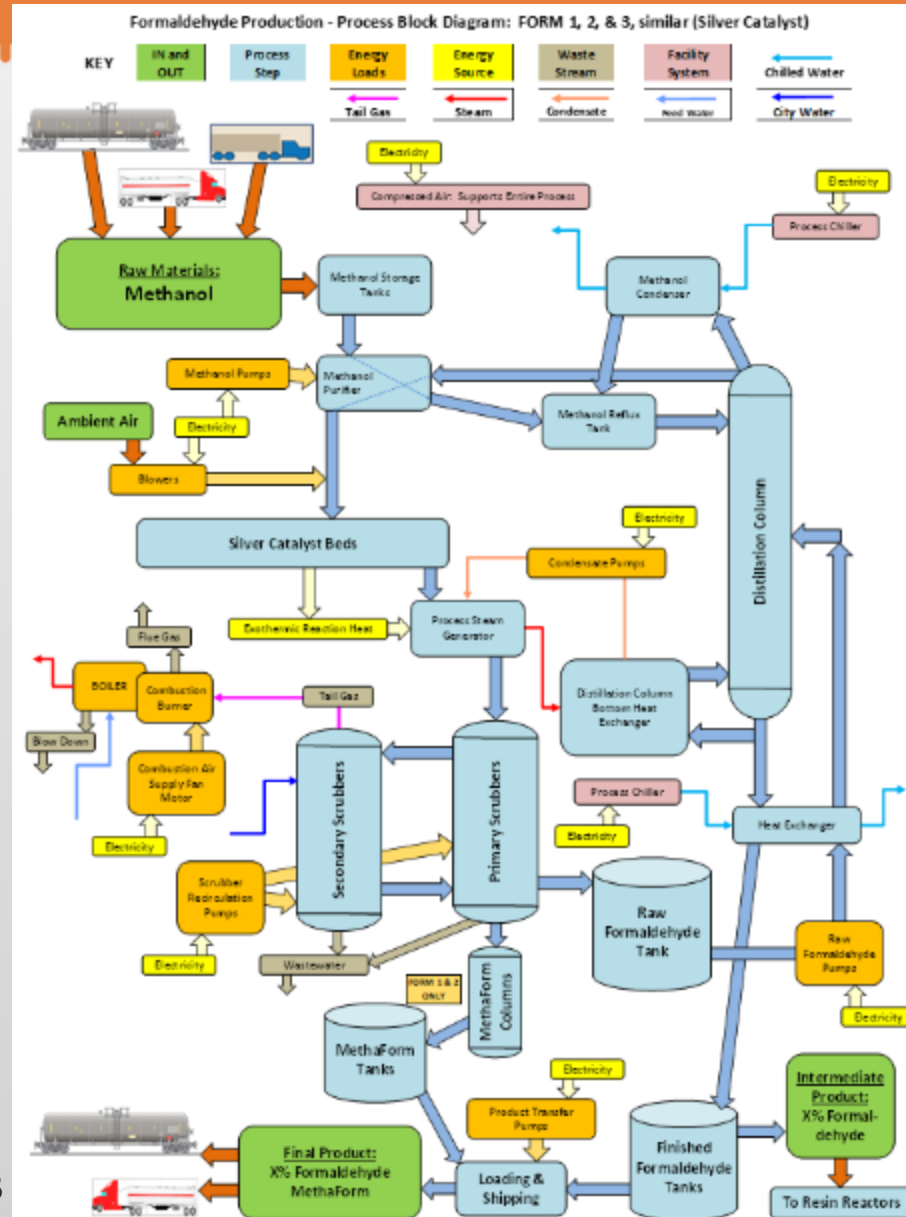 Formaldehyde Production - Process Block Diagram: FORM 1, 2, & 3, similar (Silver Catalyst)
KEY
IN and
OUT
Process
Step
Energy
Loads
Energy
Source
Waste
Stream
Facility
System
Chilled Water
Tail Gas
Steam
Condensate
Feed Water
City Water
Electricity
Compressed Air: Supports Entire Process
Electricity
Process Chiller
Raw Materials:
Methanol
Methanol Storage
Tanks
Methanol
Condenser
Methanol Pumps
Methanol
Purifier
Methanol Reflux
Tank
Ambient Air
Electricity
Blowers
Distillation Column
Silver Catalyst Beds
Electricity
Condensate Pumps
Exothermic Reaction Heat
Process Steam
Generator
Flue Gas
BOILER
Combustion
Burner
Tail Gas
Distillation Column
Bottom Heat
Exchanger
Blow Down
Combustion Air
Supply Fan
Motor
Secondary Scrubbers
Primary Scrubbers
Process Chiller
Electricity
Heat Exchanger
Electricity
Scrubber
Recirculation
Pumps
Raw
Formaldehyde
Tank
Raw
Formaldehyde
Pumps
Electricity
Wastewater
FORM 1 & 2
ONLY
MethaForm
Columns
Electricity
MethaForm
Tanks
Electricity
Product Transfer
Pumps
Intermediate
Product:
X% Formal-
dehyde
Final Product:
X% Formaldehyde
MethaForm
Loading &
Shipping
Finished
Formaldehyde
Tanks
To Resin Reactors